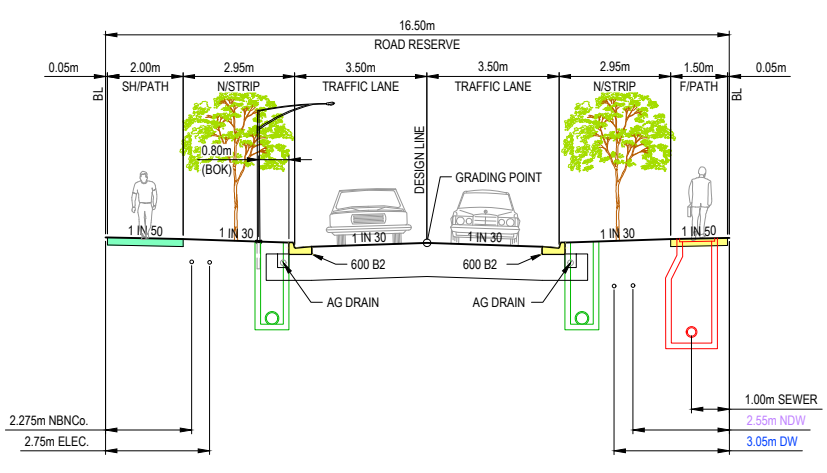 16.50m
ROAD RESERVE
0.05m 2.00m 2.95m 3.50m 3.50m 2.95m 1.50m 0.05m
BL SH/PATH N/STRIP TRAFFIC LANE TRAFFIC LANE N/STRIP F/PATH BL
0.80m
(BOK)
DESIGN LINE
GRADING POINT
1 IN 50 1 IN 30 1 IN 30 1 IN 30 1 IN 30 1 IN 50
600 B2 600 B2
AG DRAIN AG DRAIN
1.00m SEWER
2.275m NBNCo. 2.55m NDW
2.75m ELEC. 3.05m DW